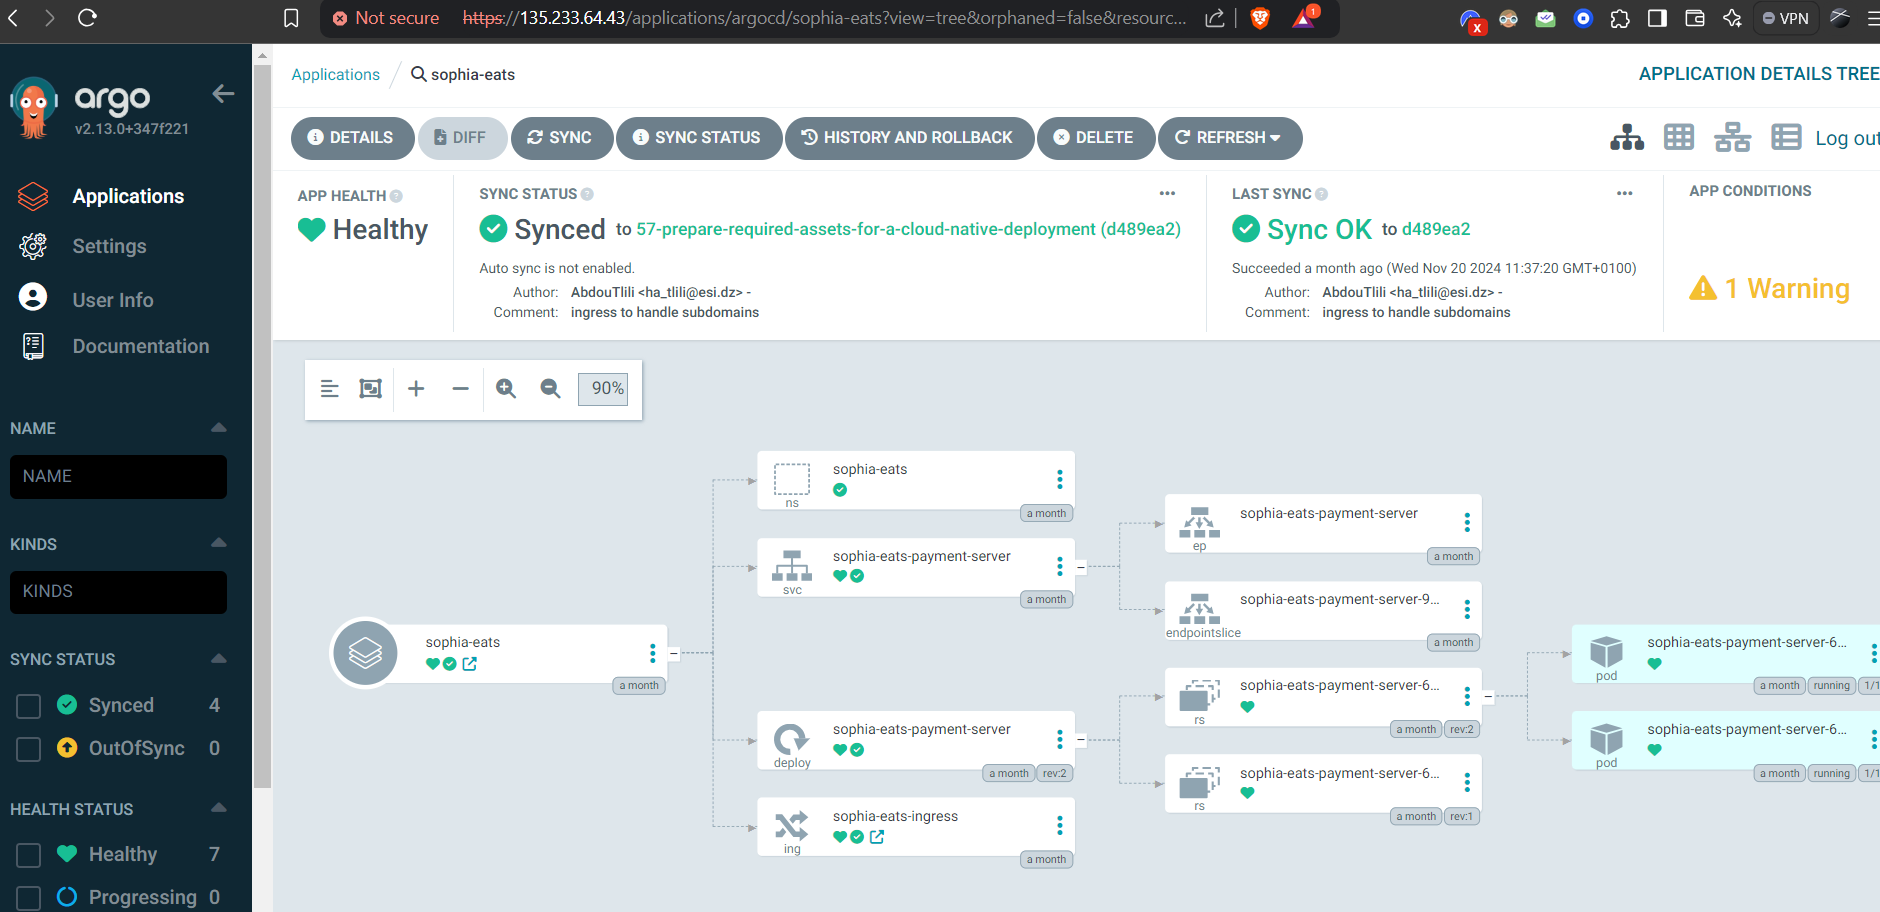 Not secure https://135.233.64.43/applications/argocd/sophia-eats?view=tree&orphaned=false&resourc...
1
x
VPN
argo
v2.13.0+347f221
Applications
Settings
User Info
Documentation
NAME
NAME
KINDS
KINDS
SYNC STATUS
Synced 4
OutOfSync 0
HEALTH STATUS
Healthy 7
Progressing 0
Applications / sophia-eats
APPLICATION DETAILS TREE
DETAILS
DIFF
SYNC
SYNC STATUS
HISTORY AND ROLLBACK
DELETE
REFRESH
Log out
APP HEALTH
Healthy
SYNC STATUS
Synced to 57-prepare-required-assets-for-a-cloud-native-deployment (d489ea2)
Auto sync is not enabled.
Author: AbdouTlili <ha_tlili@esi.dz> -
Comment: ingress to handle subdomains
LAST SYNC
Sync OK to d489ea2
Succeeded a month ago (Wed Nov 20 2024 11:37:20 GMT+0100)
Author: AbdouTlili <ha_tlili@esi.dz> -
Comment: ingress to handle subdomains
APP CONDITIONS
1 Warning
90%
sophia-eats
a month
sophia-eats
ns
a month
sophia-eats-payment-server
svc
a month
sophia-eats-payment-server
deploy
a month rev:2
sophia-eats-ingress
ing
a month
sophia-eats-payment-server
ep
a month
sophia-eats-payment-server-9...
endpointslice
a month
sophia-eats-payment-server-6...
rs
a month rev:2
sophia-eats-payment-server-6...
rs
a month rev:1
sophia-eats-payment-server-6...
pod
a month running 1/1
sophia-eats-payment-server-6...
pod
a month running 1/1